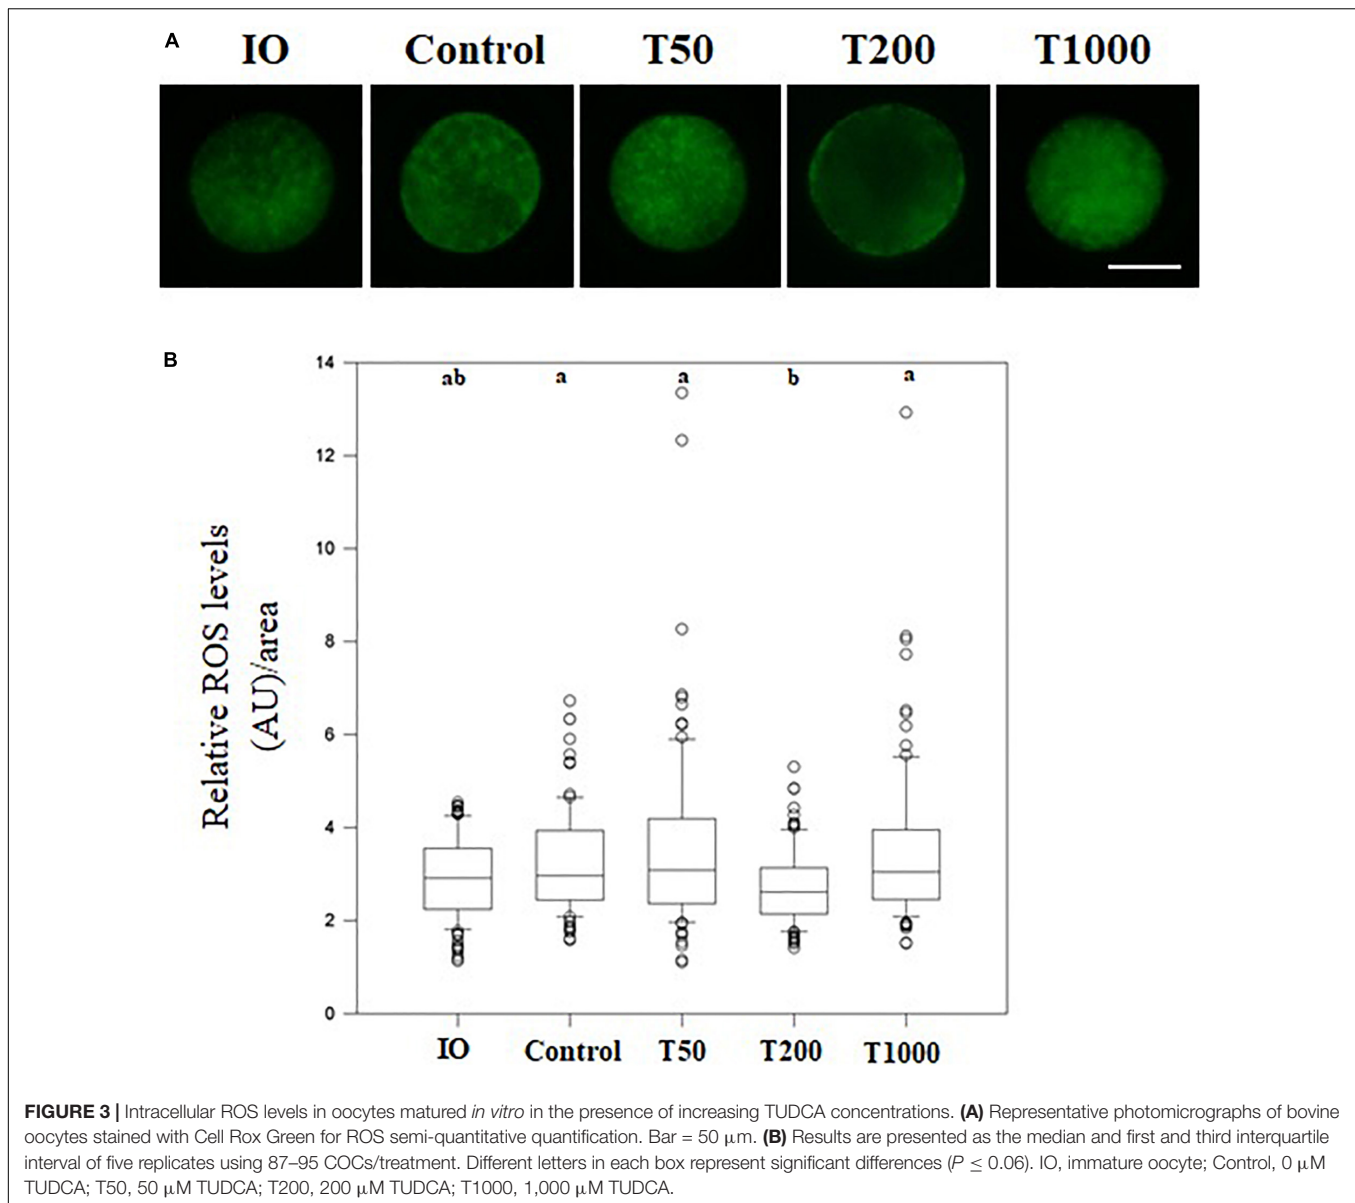 A
IO Control T50 T200 T1000
B
14
ab a a b a
12
10
8
6
4
2
0
Relative ROS levels
(AU)/area
IO Control T50 T200 T1000
FIGURE 3 | Intracellular ROS levels in oocytes matured in vitro in the presence of increasing TUDCA concentrations. (A) Representative photomicrographs of bovine
oocytes stained with Cell Rox Green for ROS semi-quantitative quantification. Bar = 50 μm. (B) Results are presented as the median and first and third interquartile
interval of five replicates using 87–95 COCs/treatment. Different letters in each box represent significant differences (P ≤ 0.06). IO, immature oocyte; Control, 0 μM
TUDCA; T50, 50 μM TUDCA; T200, 200 μM TUDCA; T1000, 1,000 μM TUDCA.